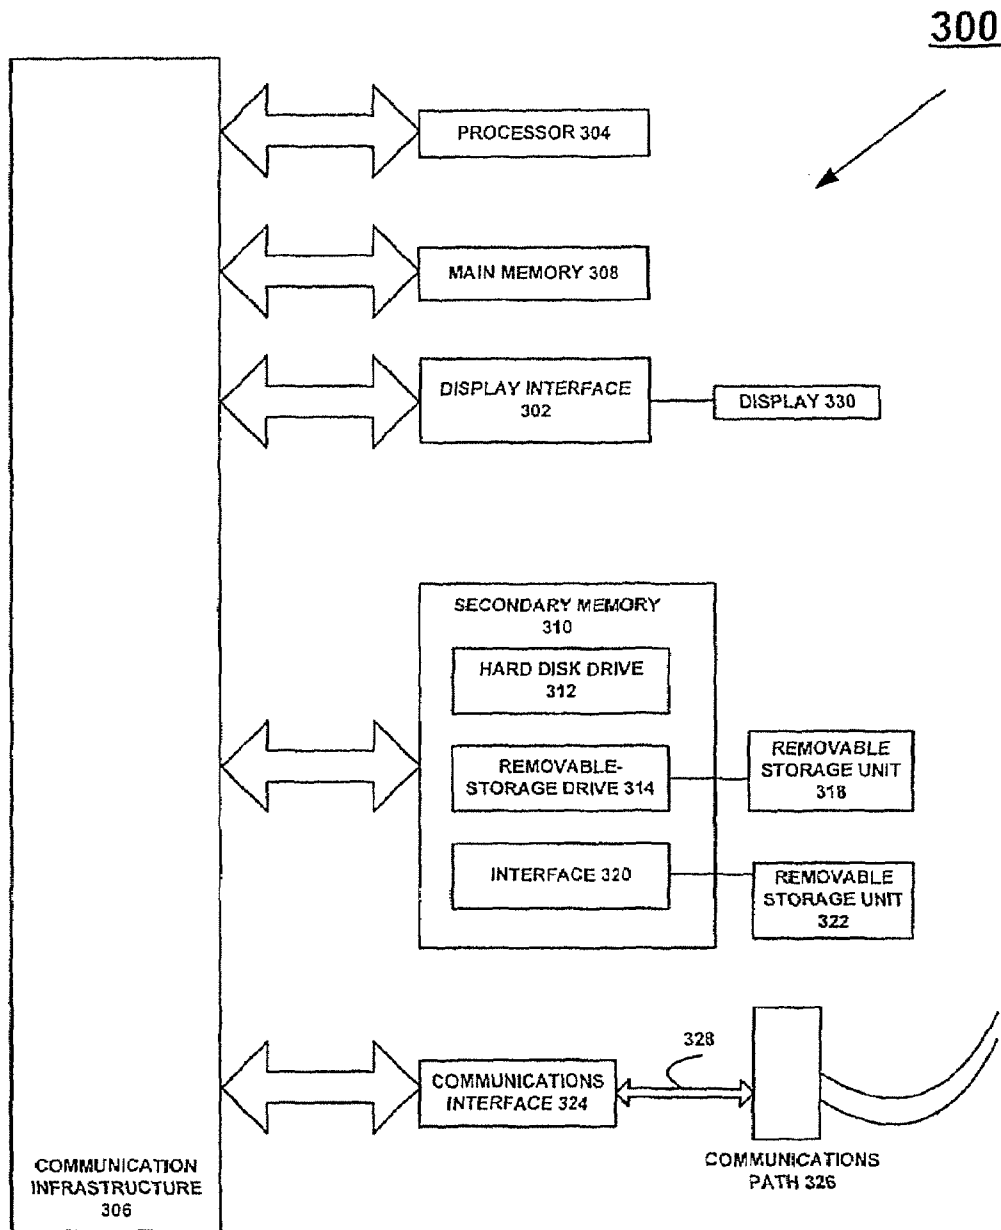 300
PROCESSOR 304
MAIN MEMORY 308
DISPLAY INTERFACE
302
DISPLAY 330
SECONDARY MEMORY
310
HARD DISK DRIVE
312
REMOVABLE-
STORAGE DRIVE 314
REMOVABLE
STORAGE UNIT
318
INTERFACE 320
REMOVABLE
STORAGE UNIT
322
328
COMMUNICATIONS
INTERFACE 324
COMMUNICATIONS
PATH 326
COMMUNICATION
INFRASTRUCTURE
306